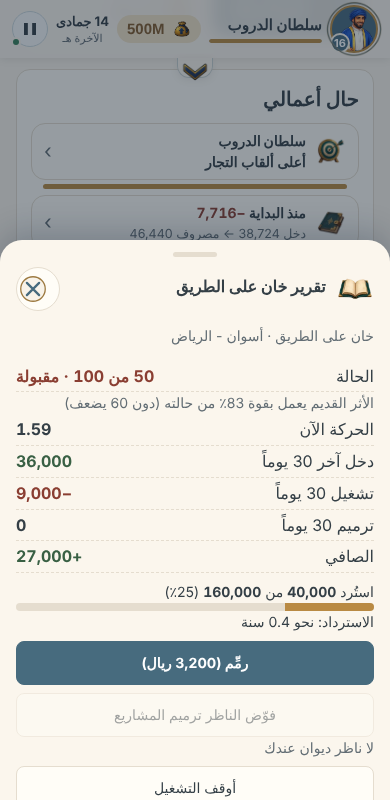 سلطان الدروب
16
500M
14 جمادى
الآخرة هـ
حال أعمالي
سلطان الدروب
أعلى ألقاب التجار
منذ البداية −7,716
دخل 38,724 ← مصروف 46,440
تقرير خان على الطريق
خان على الطريق · أسوان - الرياض
الحالة 50 من 100 · مقبولة
الأثر القديم يعمل بقوة 83٪ من حالته (دون 60 يضعف)
الحركة الآن 1.59
دخل آخر 30 يوماً 36,000
تشغيل 30 يوماً −9,000
ترميم 30 يوماً 0
الصافي +27,000
استُرد 40,000 من 160,000 (25٪)
الاسترداد: نحو 0.4 سنة
رمِّم (3,200 ريال)
فوّض الناظر ترميم المشاريع
لا ناظر ديوان عندك
أوقف التشغيل